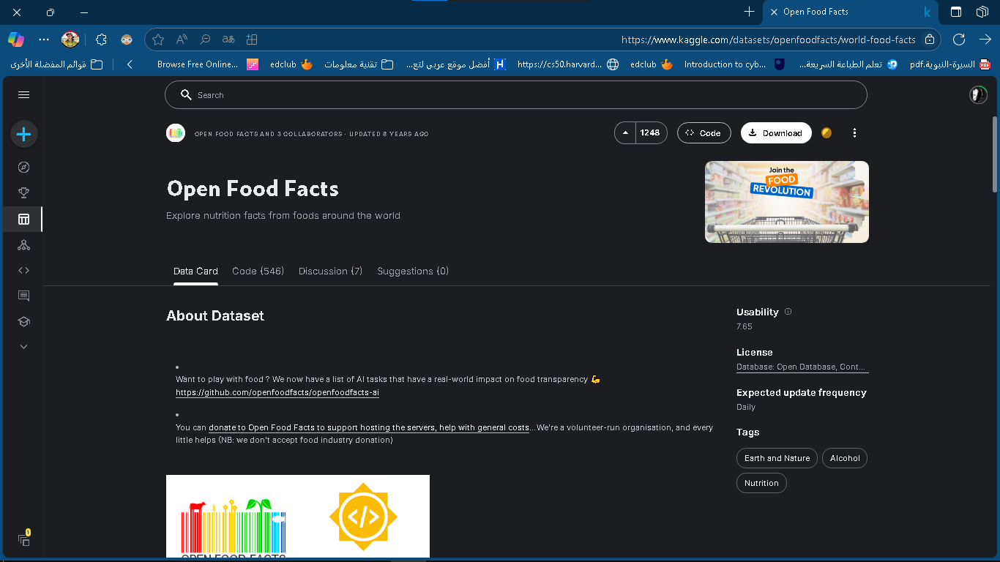 Open Food Facts
https://www.kaggle.com/datasets/openfoodfacts/world-food-facts
قوائم المفضلة الأخرى
Browse Free Online...
edclub
تقنية معلومات
أفضل موقع عربي لتع...
https://cs50.harvard...
edclub
Introduction to cyb...
تعلم الطباعة السريعة...
السيرة-النبوية.pdf
Search
OPEN FOOD FACTS AND 3 COLLABORATORS · UPDATED 8 YEARS AGO
1248
Code
Download
Open Food Facts
Explore nutrition facts from foods around the world
Join the
FOOD
REVOLUTION
Data Card
Code (546)
Discussion (7)
Suggestions (0)
About Dataset
Want to play with food ? We now have a list of AI tasks that have a real-world impact on food transparency 💪
https://github.com/openfoodfacts/openfoodfacts-ai
You can donate to Open Food Facts to support hosting the servers, help with general costs…We're a volunteer-run organisation, and every
little helps (NB: we don't accept food industry donation)
OPEN FOOD FACTS
Usability
7.65
License
Database: Open Database, Cont...
Expected update frequency
Daily
Tags
Earth and Nature
Alcohol
Nutrition
1